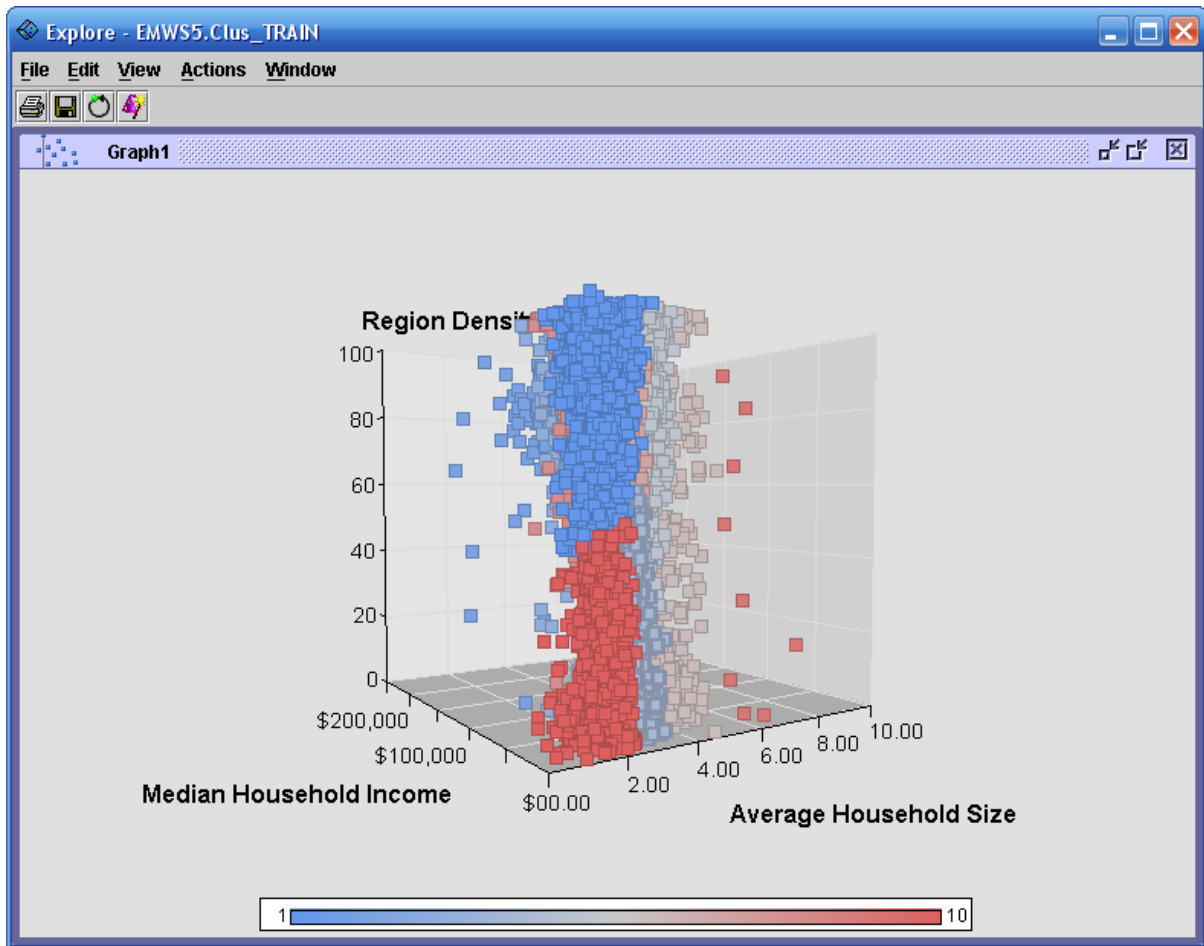 Explore - EMWS5.Clus_TRAIN
File Edit View Actions Window
Graph1
Region Densit
100
80
60
40
20
0
$200,000
$100,000
$00.00
2.00
4.00
6.00
8.00
10.00
Median Household Income
Average Household Size
1
10